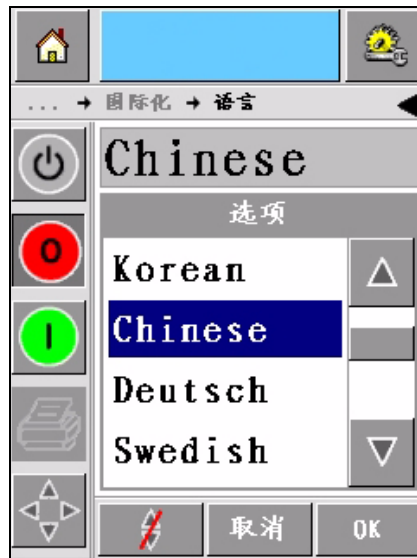 ... → 国际化 → 语言
Chinese
选项
Korean
Chinese
Deutsch
Swedish
取消 OK